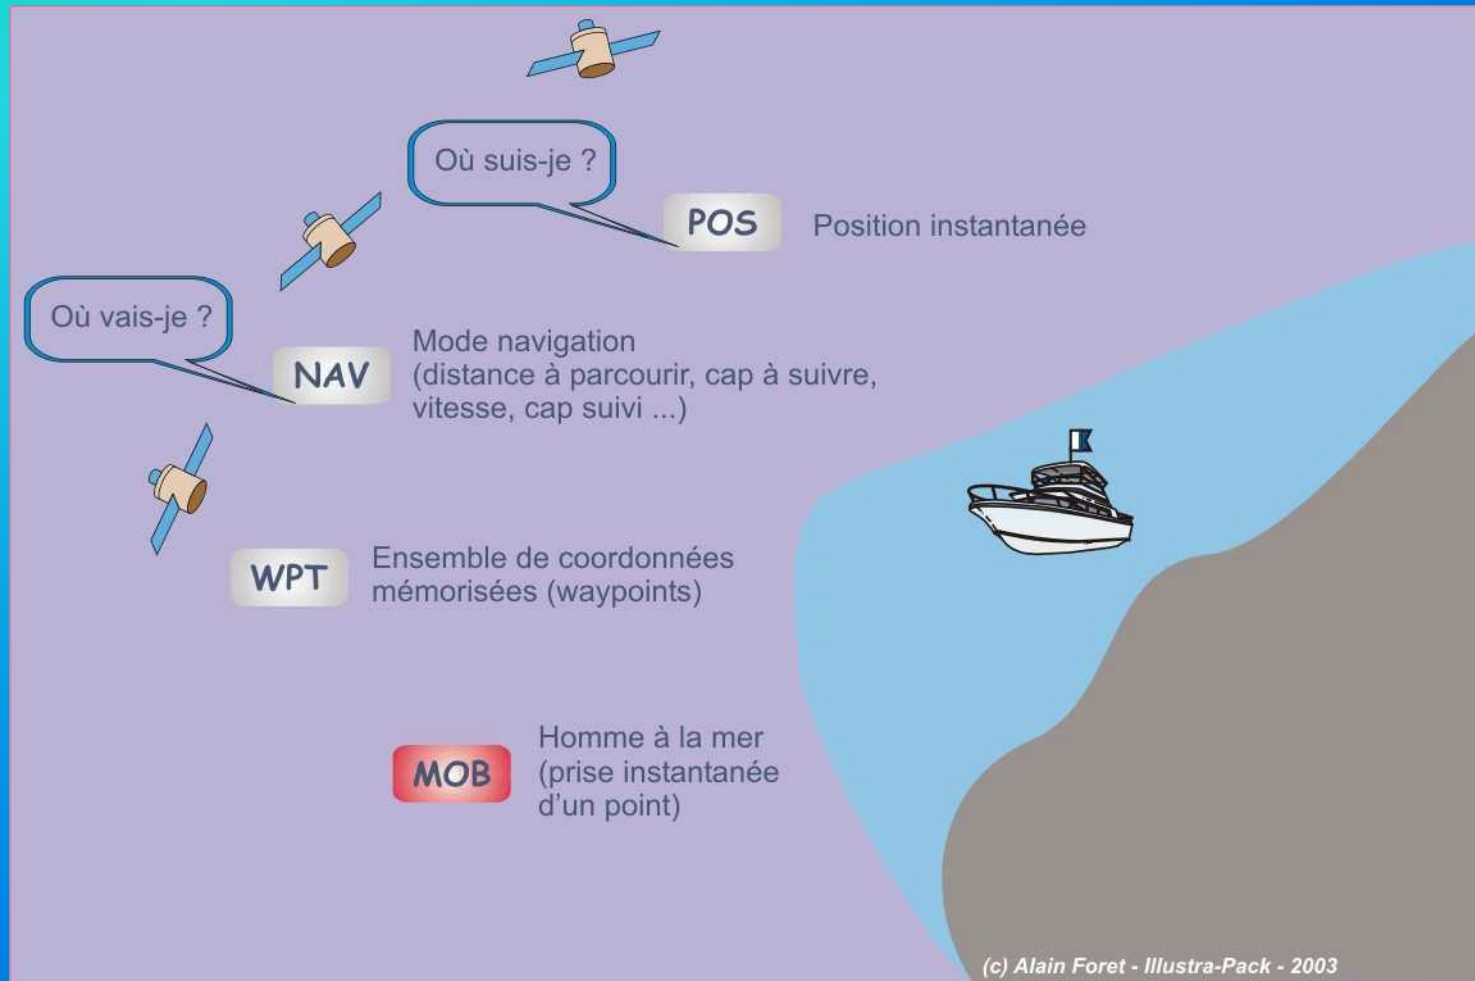 Où suis-je ?
POS
Position instantanée
Où vais-je ?
NAV
Mode navigation
(distance à parcourir, cap à suivre,
vitesse, cap suivi ...)
WPT
Ensemble de coordonnées
mémorisées (waypoints)
MOB
Homme à la mer
(prise instantanée
d'un point)
(c) Alain Foret - Illustra-Pack - 2003